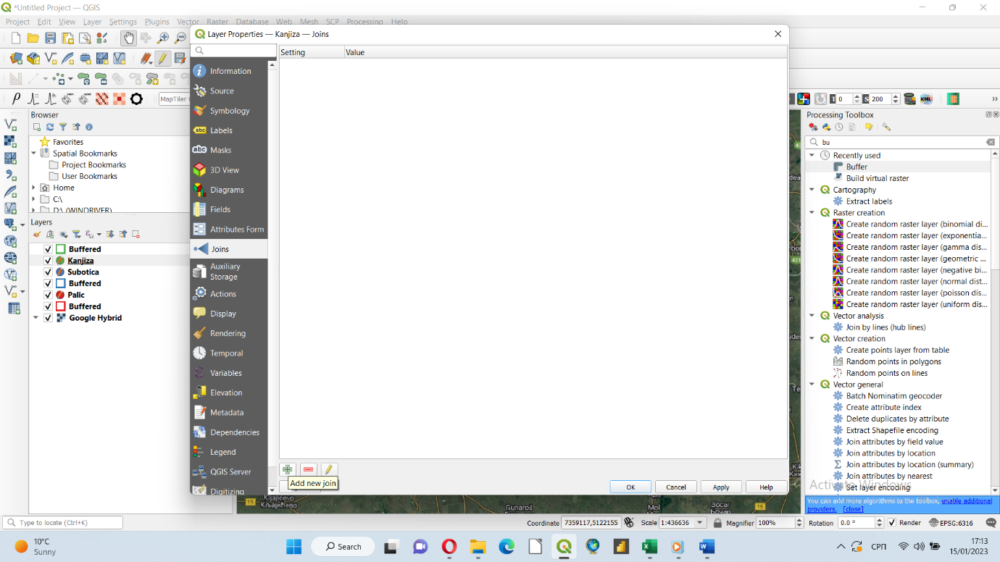 *Untitled Project — QGIS
Project Edit View Layer Settings Plugins Vector Raster Database Web Mesh SCP Processing Help
Layer Properties — Kanjiza — Joins
Setting Value
Information
Source
Symbology
Labels
Masks
3D View
Diagrams
Fields
Attributes Form
Joins
Auxiliary
Storage
Actions
Display
Rendering
Temporal
Variables
Elevation
Metadata
Dependencies
Legend
QGIS Server
Digitizing
Add new join
OK Cancel Apply Help
MapTiler
T 0 S 200 KML
Browser
Favorites
Spatial Bookmarks
Project Bookmarks
User Bookmarks
Home
C:\
D:\ (WINDRIVER)
Layers
Buffered
Kanjiza
Subotica
Buffered
Palic
Buffered
Google Hybrid
Processing Toolbox
bu
Recently used
Buffer
Build virtual raster
Cartography
Extract labels
Raster creation
Create random raster layer (binomial di...
Create random raster layer (exponentia...
Create random raster layer (gamma dis...
Create random raster layer (geometric ...
Create random raster layer (negative bi...
Create random raster layer (normal dist...
Create random raster layer (poisson dis...
Create random raster layer (uniform dis...
Vector analysis
Join by lines (hub lines)
Vector creation
Create points layer from table
Random points in polygons
Random points on lines
Vector general
Batch Nominatim geocoder
Create attribute index
Delete duplicates by attribute
Extract Shapefile encoding
Join attributes by field value
Join attributes by location
Join attributes by location (summary)
Join attributes by nearest
Set layer encoding
Activate Windows
You can add more algorithms to the toolbox, enable additional
providers. [close]
15 Gunaroš 15
Type to locate (Ctrl+K)
Coordinate 7359117,5122155 Scale 1:436636 Magnifier 100% Rotation 0.0 ° Render EPSG:6316
10°C
Sunny
Search
СРП
17:13
15/01/2023